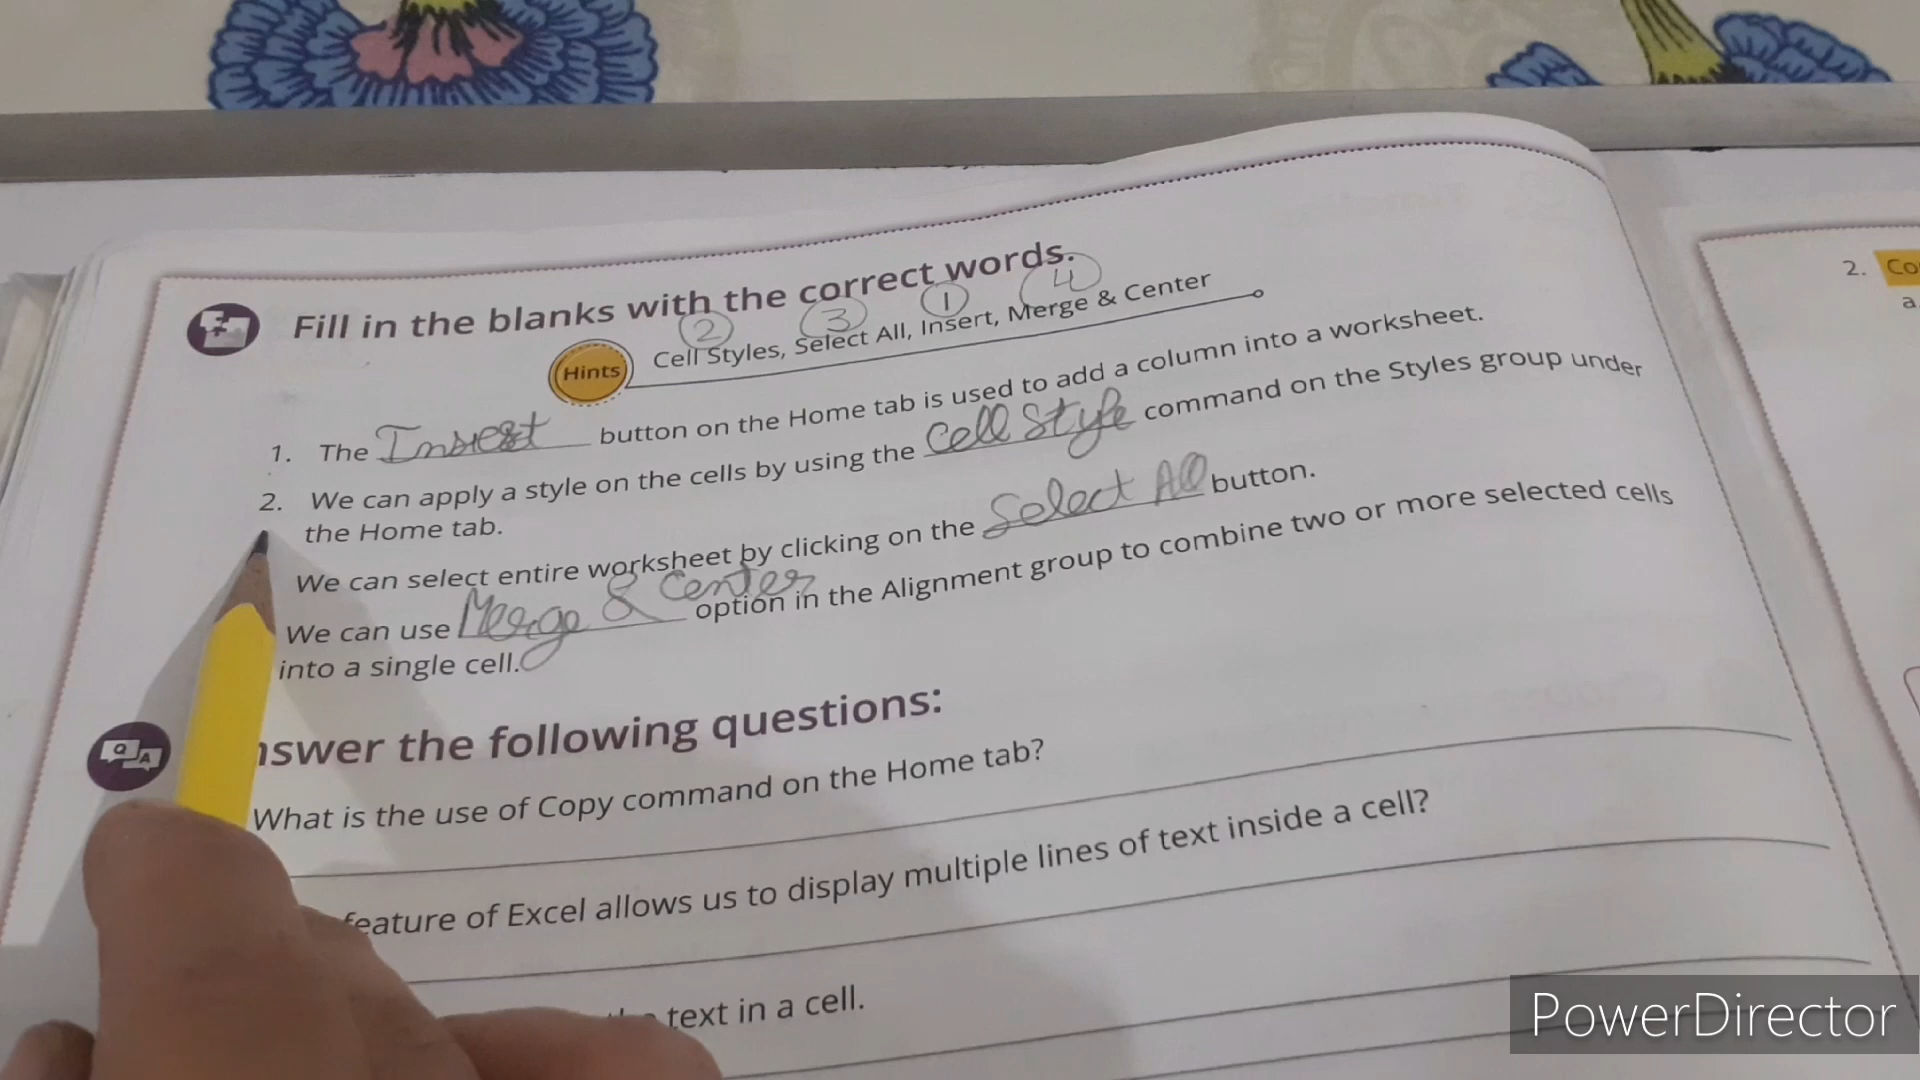 Fill in the blanks with the correct words.
2 3 1 4
Hints Cell Styles, Select All, Insert, Merge & Center
1. The Insert button on the Home tab is used to add a column into a worksheet.
2. We can apply a style on the cells by using the Cell Style command on the Styles group under
the Home tab.
We can select entire worksheet by clicking on the Select All button.
We can use Merge & Center option in the Alignment group to combine two or more selected cells
into a single cell.
Q A
nswer the following questions:
What is the use of Copy command on the Home tab?
feature of Excel allows us to display multiple lines of text inside a cell?
text in a cell.
2. Co
a
PowerDirector